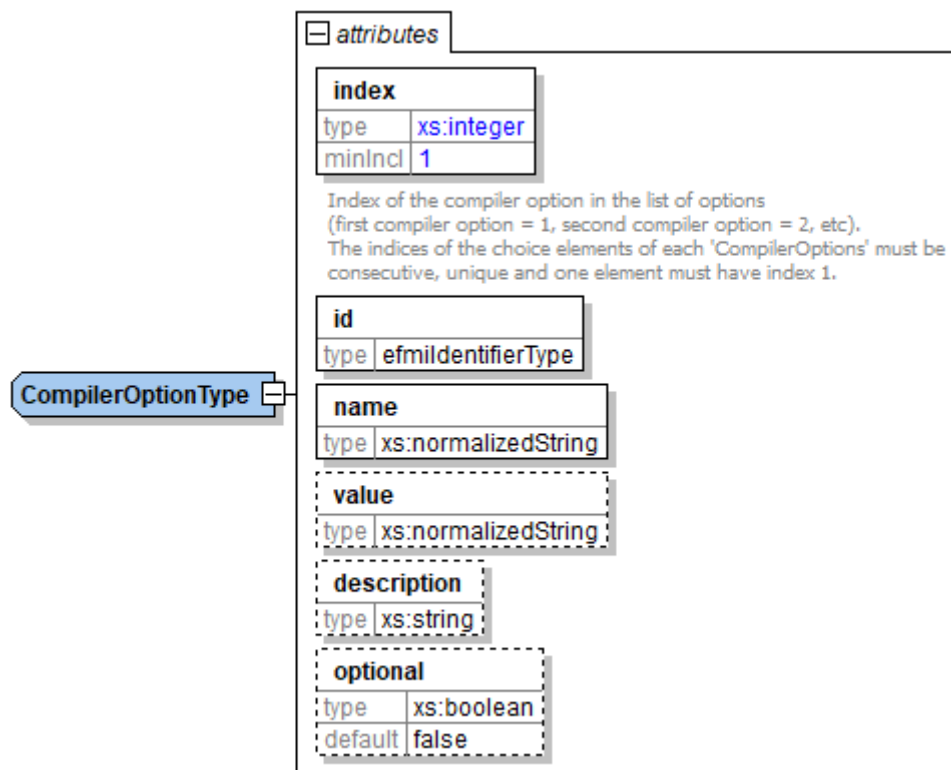 attributes
index
type xs:integer
minIncl 1
Index of the compiler option in the list of options
(first compiler option = 1, second compiler option = 2, etc).
The indices of the choice elements of each 'CompilerOptions' must be
consecutive, unique and one element must have index 1.
id
type efmiIdentifierType
CompilerOptionType
name
type xs:normalizedString
value
type xs:normalizedString
description
type xs:string
optional
type xs:boolean
default false